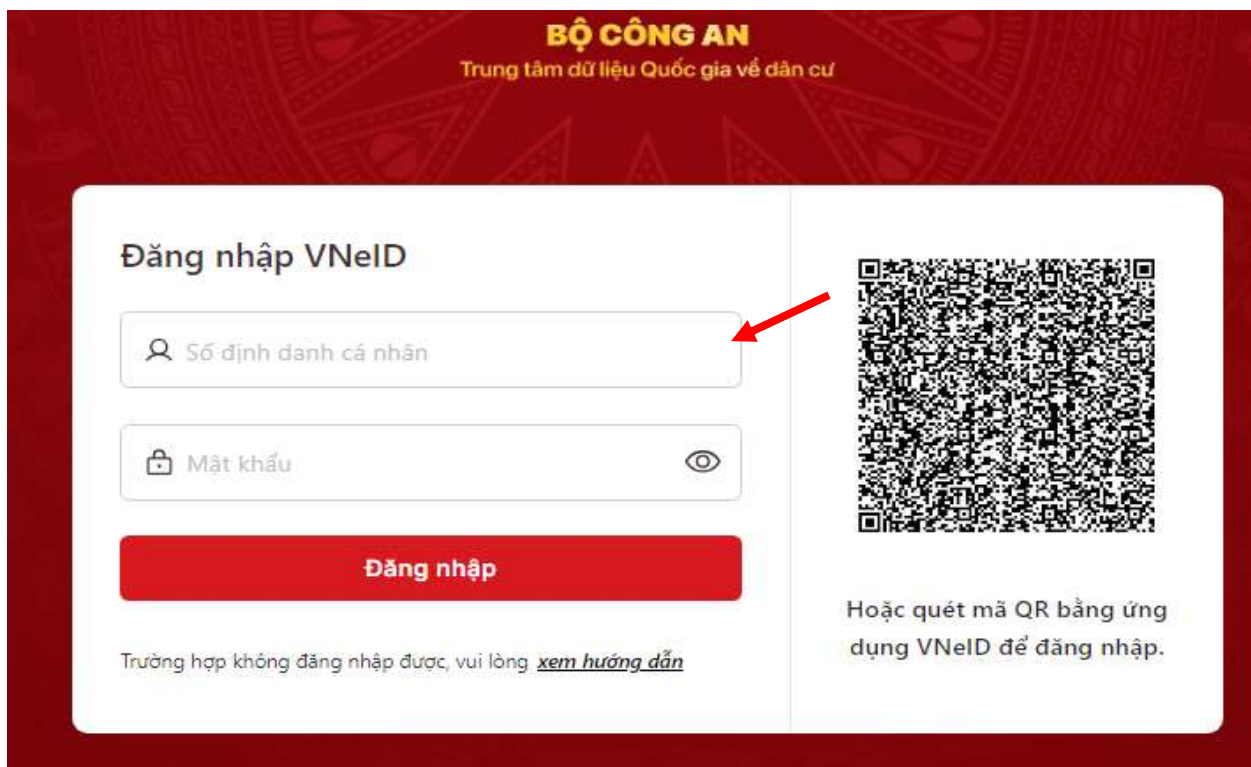 BỘ CÔNG AN
Trung tâm dữ liệu Quốc gia về dân cư
Đăng nhập VNeID
Số định danh cá nhân
Mật khẩu
Đăng nhập
Trường hợp không đăng nhập được, vui lòng xem hướng dẫn
Hoặc quét mã QR bằng ứng
dụng VNeID để đăng nhập.